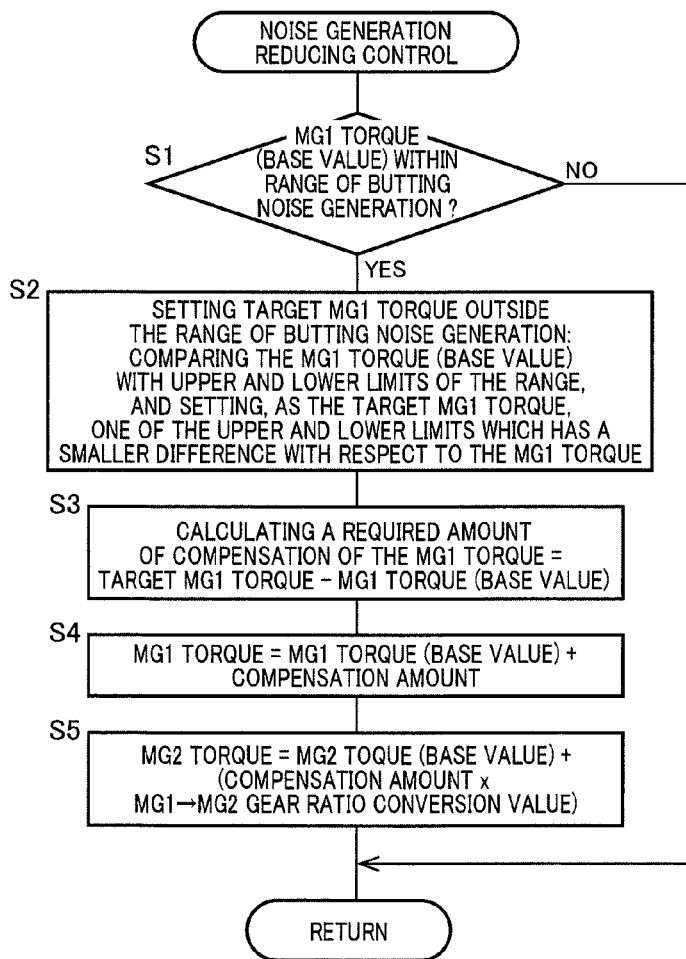 NOISE GENERATION
REDUCING CONTROL
S1
MG1 TORQUE
(BASE VALUE) WITHIN
RANGE OF BUTTING
NOISE GENERATION ?
NO
YES
S2
SETTING TARGET MG1 TORQUE OUTSIDE
THE RANGE OF BUTTING NOISE GENERATION:
COMPARING THE MG1 TORQUE (BASE VALUE)
WITH UPPER AND LOWER LIMITS OF THE RANGE,
AND SETTING, AS THE TARGET MG1 TORQUE,
ONE OF THE UPPER AND LOWER LIMITS WHICH HAS A
SMALLER DIFFERENCE WITH RESPECT TO THE MG1 TORQUE
S3
CALCULATING A REQUIRED AMOUNT
OF COMPENSATION OF THE MG1 TORQUE =
TARGET MG1 TORQUE – MG1 TORQUE (BASE VALUE)
S4
MG1 TORQUE = MG1 TORQUE (BASE VALUE) +
COMPENSATION AMOUNT
S5
MG2 TORQUE = MG2 TOQUE (BASE VALUE) +
(COMPENSATION AMOUNT x
MG1→MG2 GEAR RATIO CONVERSION VALUE)
RETURN